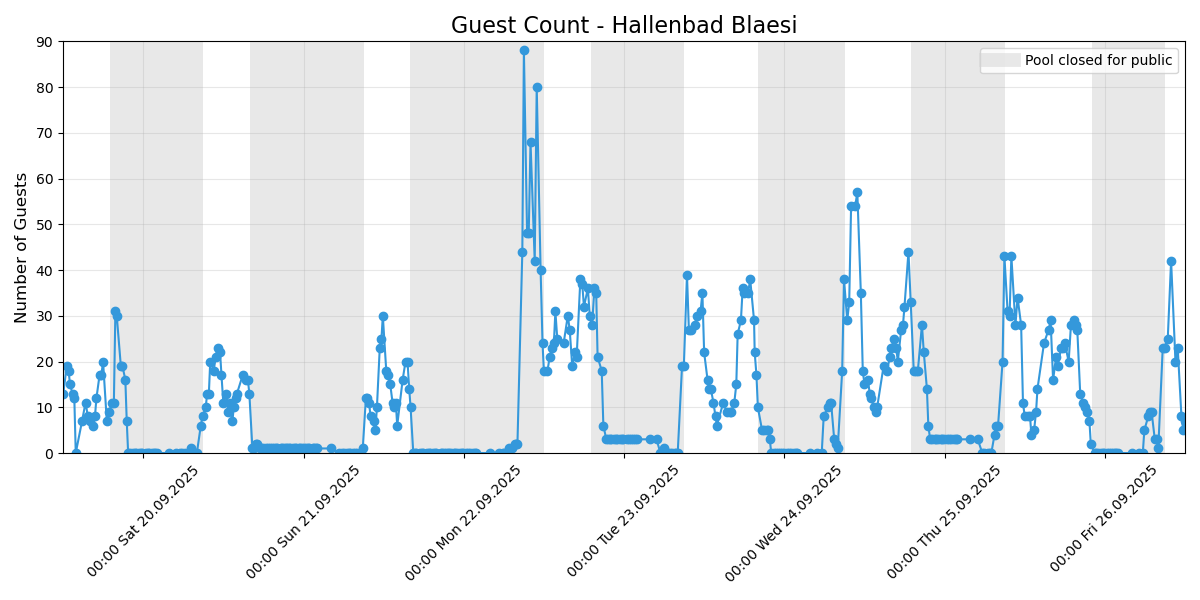 Guest Count - Hallenbad Blaesi
Pool closed for public
Number of Guests
90
80
70
60
50
40
30
20
10
0
00:00 Sat 20.09.2025
00:00 Sun 21.09.2025
00:00 Mon 22.09.2025
00:00 Tue 23.09.2025
00:00 Wed 24.09.2025
00:00 Thu 25.09.2025
00:00 Fri 26.09.2025